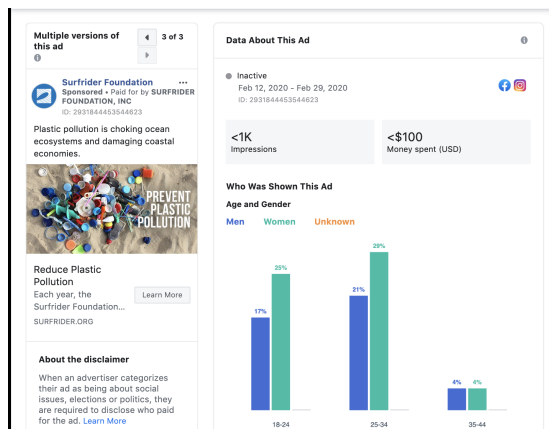 Multiple versions of
this ad
3 of 3
Surfrider Foundation
Sponsored • Paid for by SURFRIDER
FOUNDATION, INC
ID: 2931844453544623
Plastic pollution is choking ocean
ecosystems and damaging coastal
economies.
PREVENT
PLASTIC
POLLUTION
Reduce Plastic
Pollution
Each year, the
Surfrider Foundation...
Learn More
SURFRIDER.ORG
About the disclaimer
When an advertiser categorizes
their ad as being about social
issues, elections or politics, they
are required to disclose who paid
for the ad. Learn More
Data About This Ad
Inactive
Feb 12, 2020 - Feb 29, 2020
ID: 2931844453544623
<1K
Impressions
<$100
Money spent (USD)
Who Was Shown This Ad
Age and Gender
Men Women Unknown
17%
25%
21%
29%
4%
4%
18-24
25-34
35-44